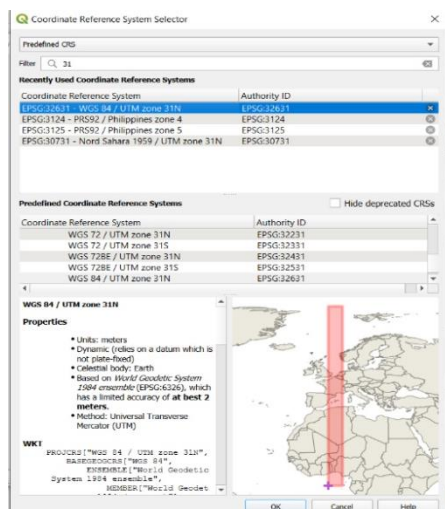 Coordinate Reference System Selector
Predefined CRS
Filter 31
Recently Used Coordinate Reference Systems
Coordinate Reference System Authority ID
EPSG:32631 - WGS 84 / UTM zone 31N EPSG:32631
EPSG:3124 - PRS92 / Philippines zone 4 EPSG:3124
EPSG:3125 - PRS92 / Philippines zone 5 EPSG:3125
EPSG:30731 - Nord Sahara 1959 / UTM zone 31N EPSG:30731
Predefined Coordinate Reference Systems Hide deprecated CRSs
Coordinate Reference System Authority ID
WGS 72 / UTM zone 31N EPSG:32231
WGS 72 / UTM zone 31S EPSG:32331
WGS 72BE / UTM zone 31N EPSG:32431
WGS 72BE / UTM zone 31S EPSG:32531
WGS 84 / UTM zone 31N EPSG:32631
WGS 84 / UTM zone 31N
Properties
• Units: meters
• Dynamic (relies on a datum which is
not plate-fixed)
• Celestial body: Earth
• Based on World Geodetic System
1984 ensemble (EPSG:6326), which
has a limited accuracy of at best 2
meters.
• Method: Universal Transverse
Mercator (UTM)
WKT
PROJCRS["WGS 84 / UTM zone 31N",
BASEGEOGCRS["WGS 84",
ENSEMBLE["World Geodetic
System 1984 ensemble",
MEMBER["World Geodet
OK Cancel Help